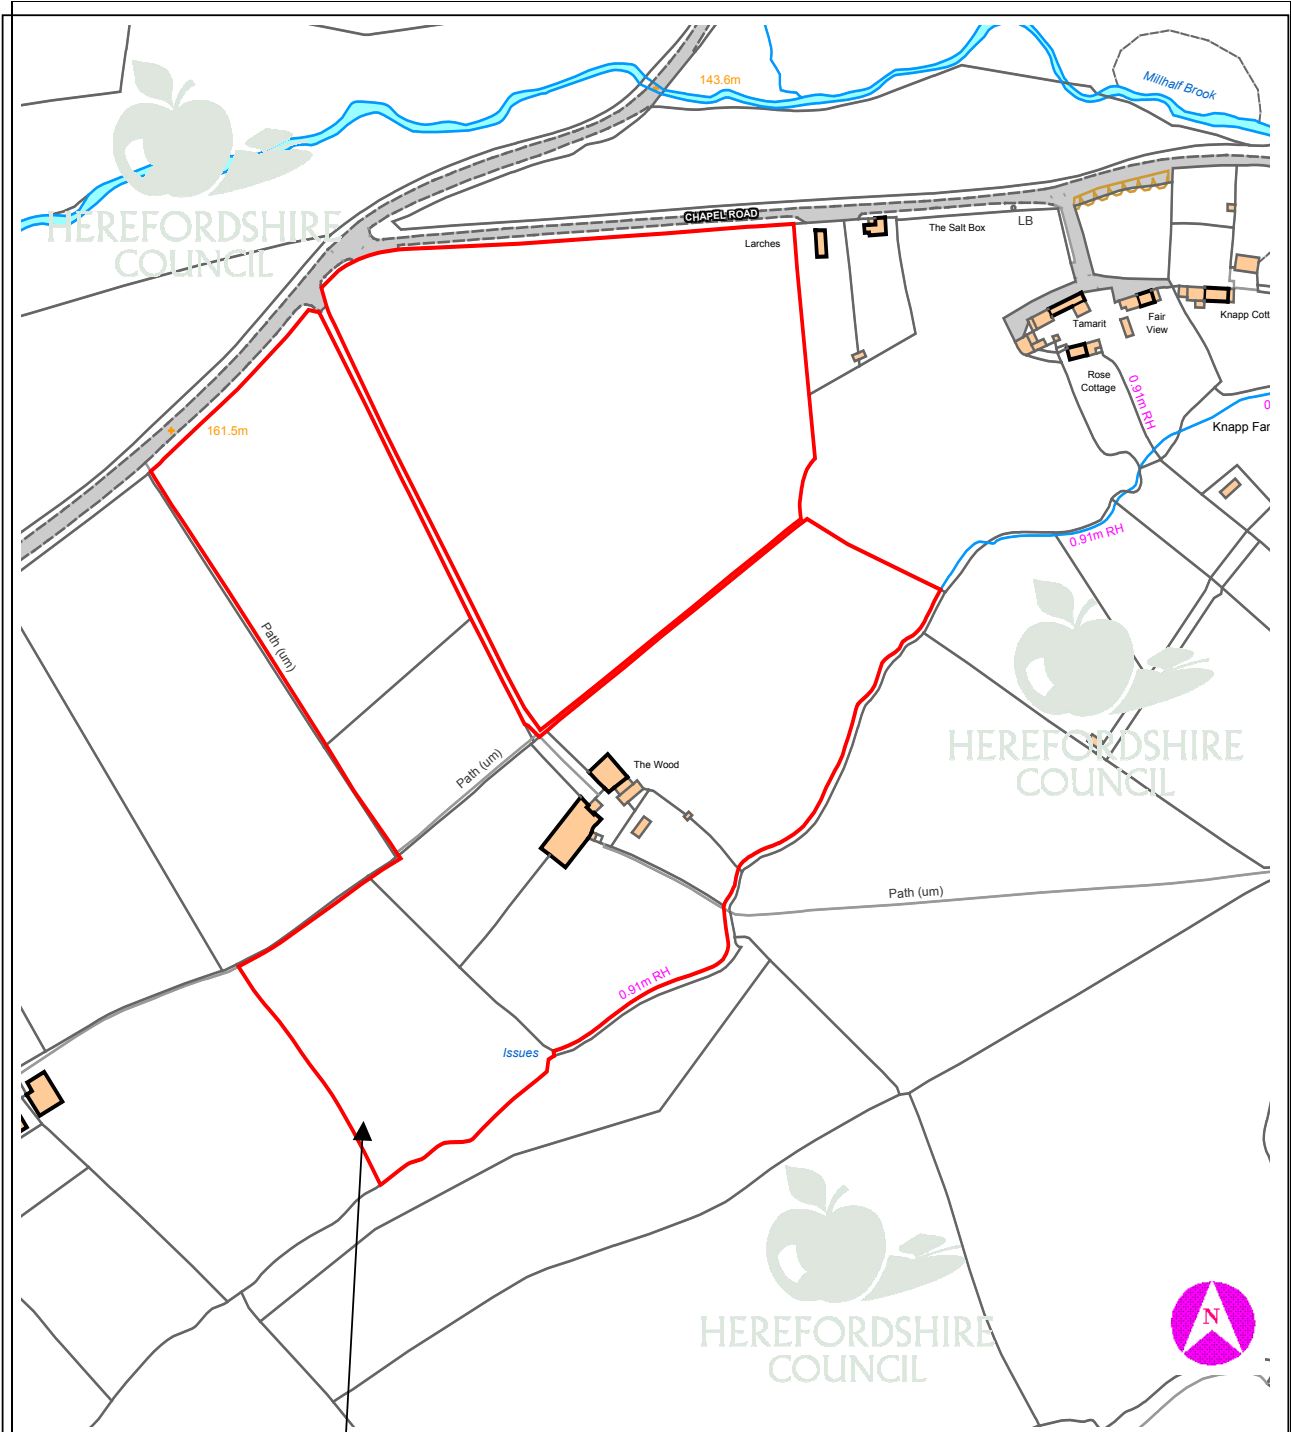 143.6m
Millhalf Brook
HEREFORDSHIRE
COUNCIL
CHAPEL ROAD
Larches
The Salt Box
LB
Tamarit
Fair
View
Knapp Cott
Rose
Cottage
0.91m RH
0
Knapp Far
161.5m
0.91m RH
Path (um)
HEREFORDSHIRE
COUNCIL
Path (um)
The Wood
Path (um)
0.91m RH
Issues
N
HEREFORDSHIRE
COUNCIL